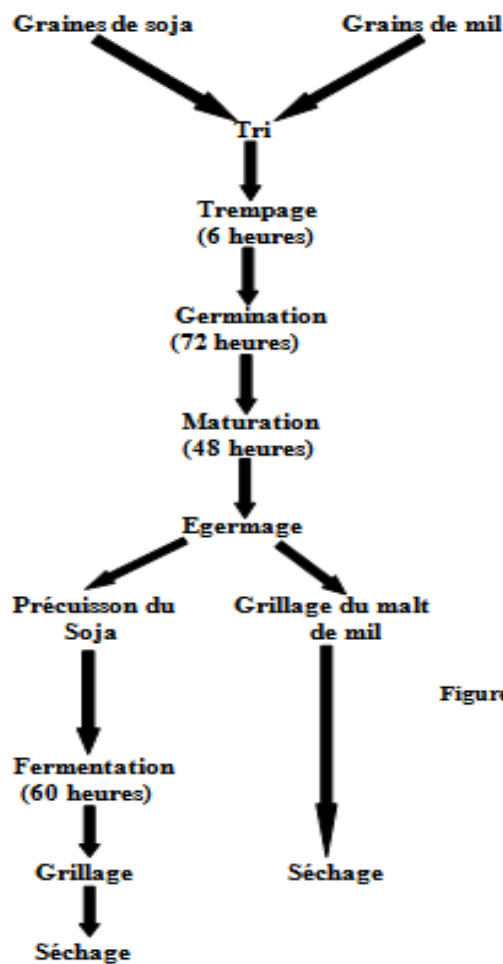 Graines de soja
Grains de mil
Tri
Trempage
(6 heures)
Germination
(72 heures)
Maturation
(48 heures)
Egermage
Précuisson du
Soja
Grillage du malt
de mil
Figure
Fermentation
(60 heures)
Grillage
Séchage
Séchage